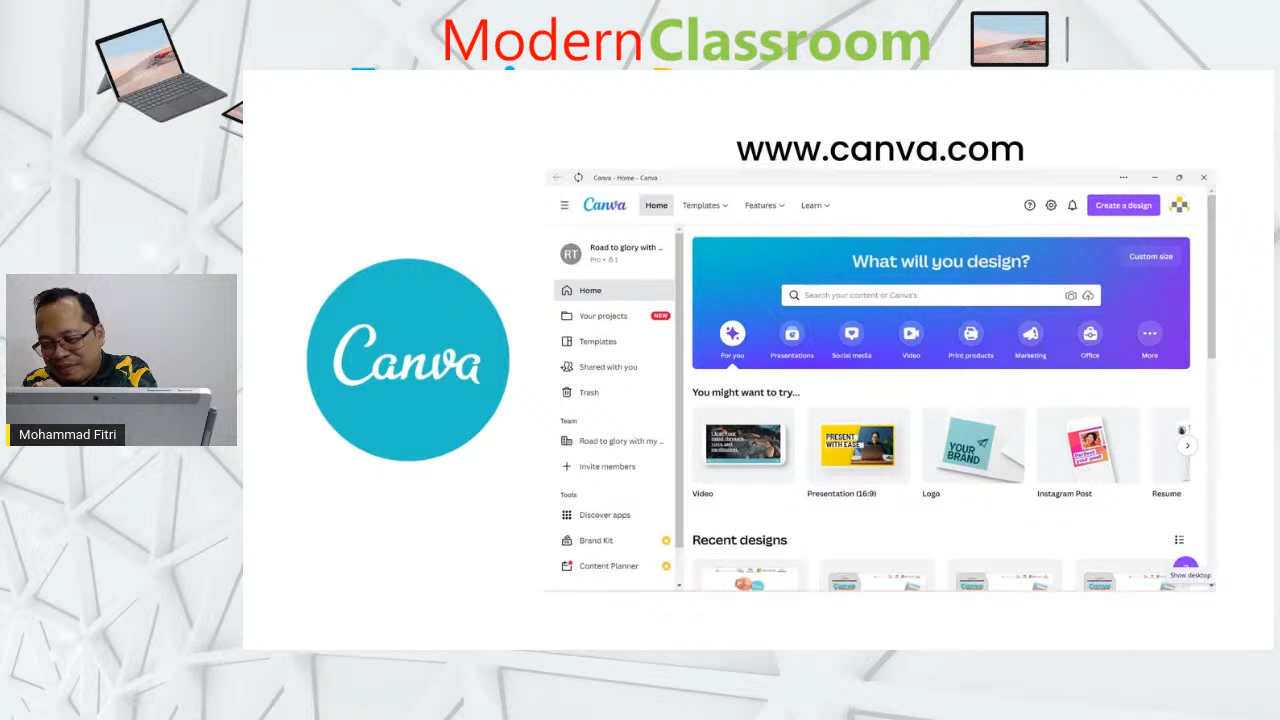 ModernClassroom
www.canva.com
Canva - Home - Canva
Canva
Home
Templates
Features
Learn
Create a design
RT
Road to glory with ..
Pro •
1
What will you design?
Custom size
Search your content or Canva's
Home
Your projects
NEW
Templates
Shared with you
Trash
For you
Presentations
Social media
Video
Print products
Marketing
Office
More
You might want to try...
PRESENT
WITH EASE
YOUR
BRAND
Video
Presentation (16:9)
Logo
Instagram Post
Resume
Team
Road to glory with my ..
Invite members
Tools
Discover apps
Brand Kit
Content Planner
Recent designs
Show desktop
Canva
Mohammad Fitri